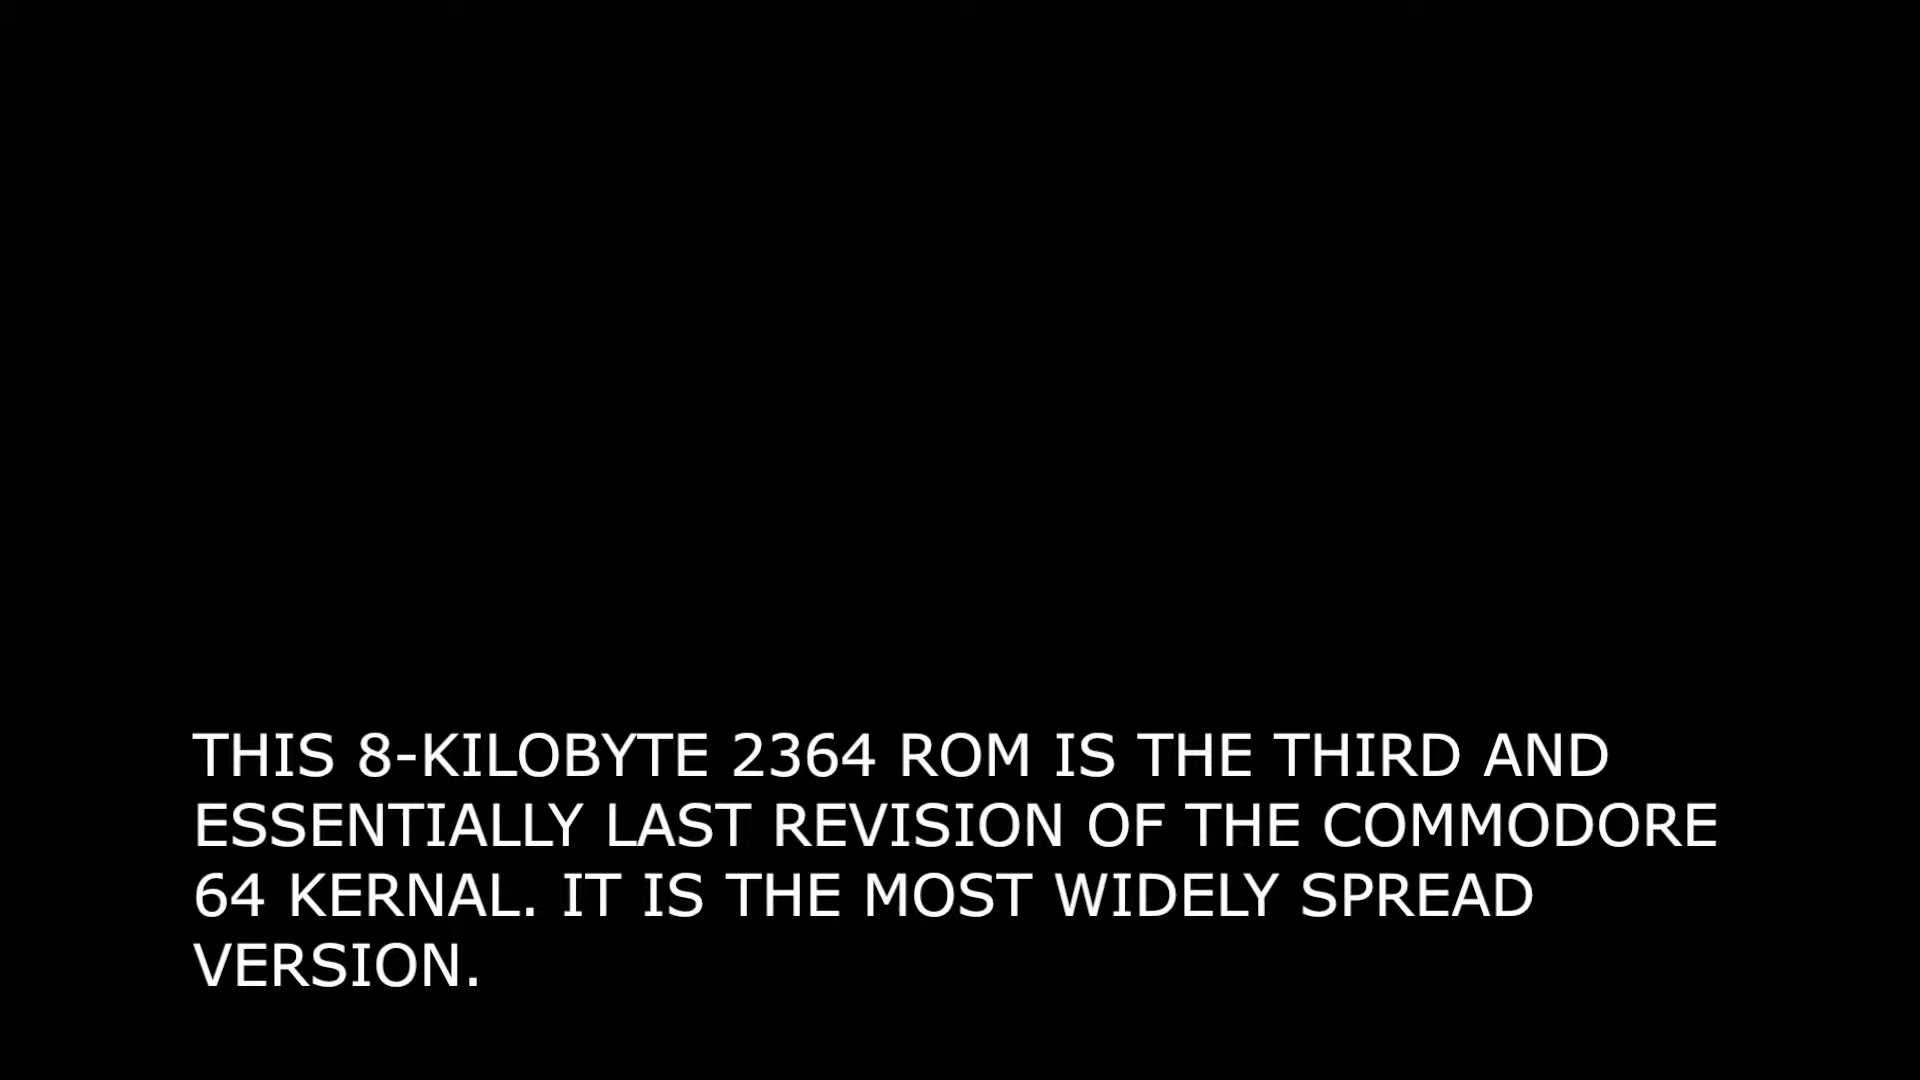 THIS 8-KILOBYTE 2364 ROM IS THE THIRD AND
ESSENTIALLY LAST REVISION OF THE COMMODORE
64 KERNAL. IT IS THE MOST WIDELY SPREAD
VERSION.